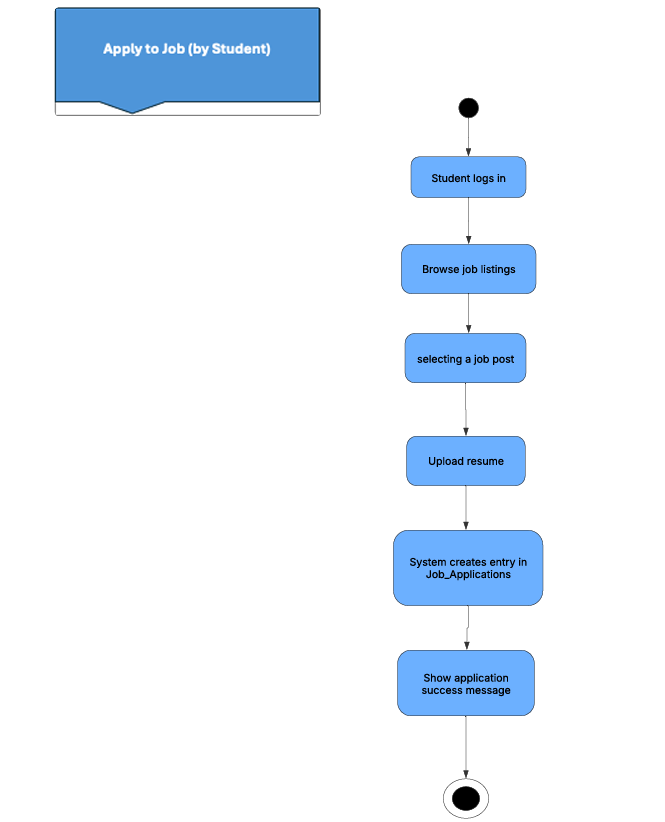 Apply to Job (by Student)
Student logs in
Browse job listings
selecting a job post
Upload resume
System creates entry in
Job_Applications
Show application
success message